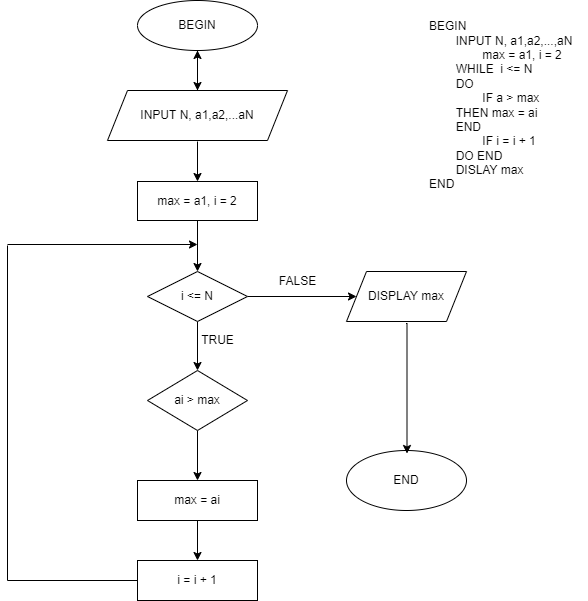 BEGIN
INPUT N, a1,a2,...aN
max = a1, i = 2
i <= N
FALSE
DISPLAY max
TRUE
ai > max
END
max = ai
i = i + 1
BEGIN
INPUT N, a1,a2,...,aN
max = a1, i = 2
WHILE i <= N
DO
IF a > max
THEN max = ai
END
IF i = i + 1
DO END
DISLAY max
END